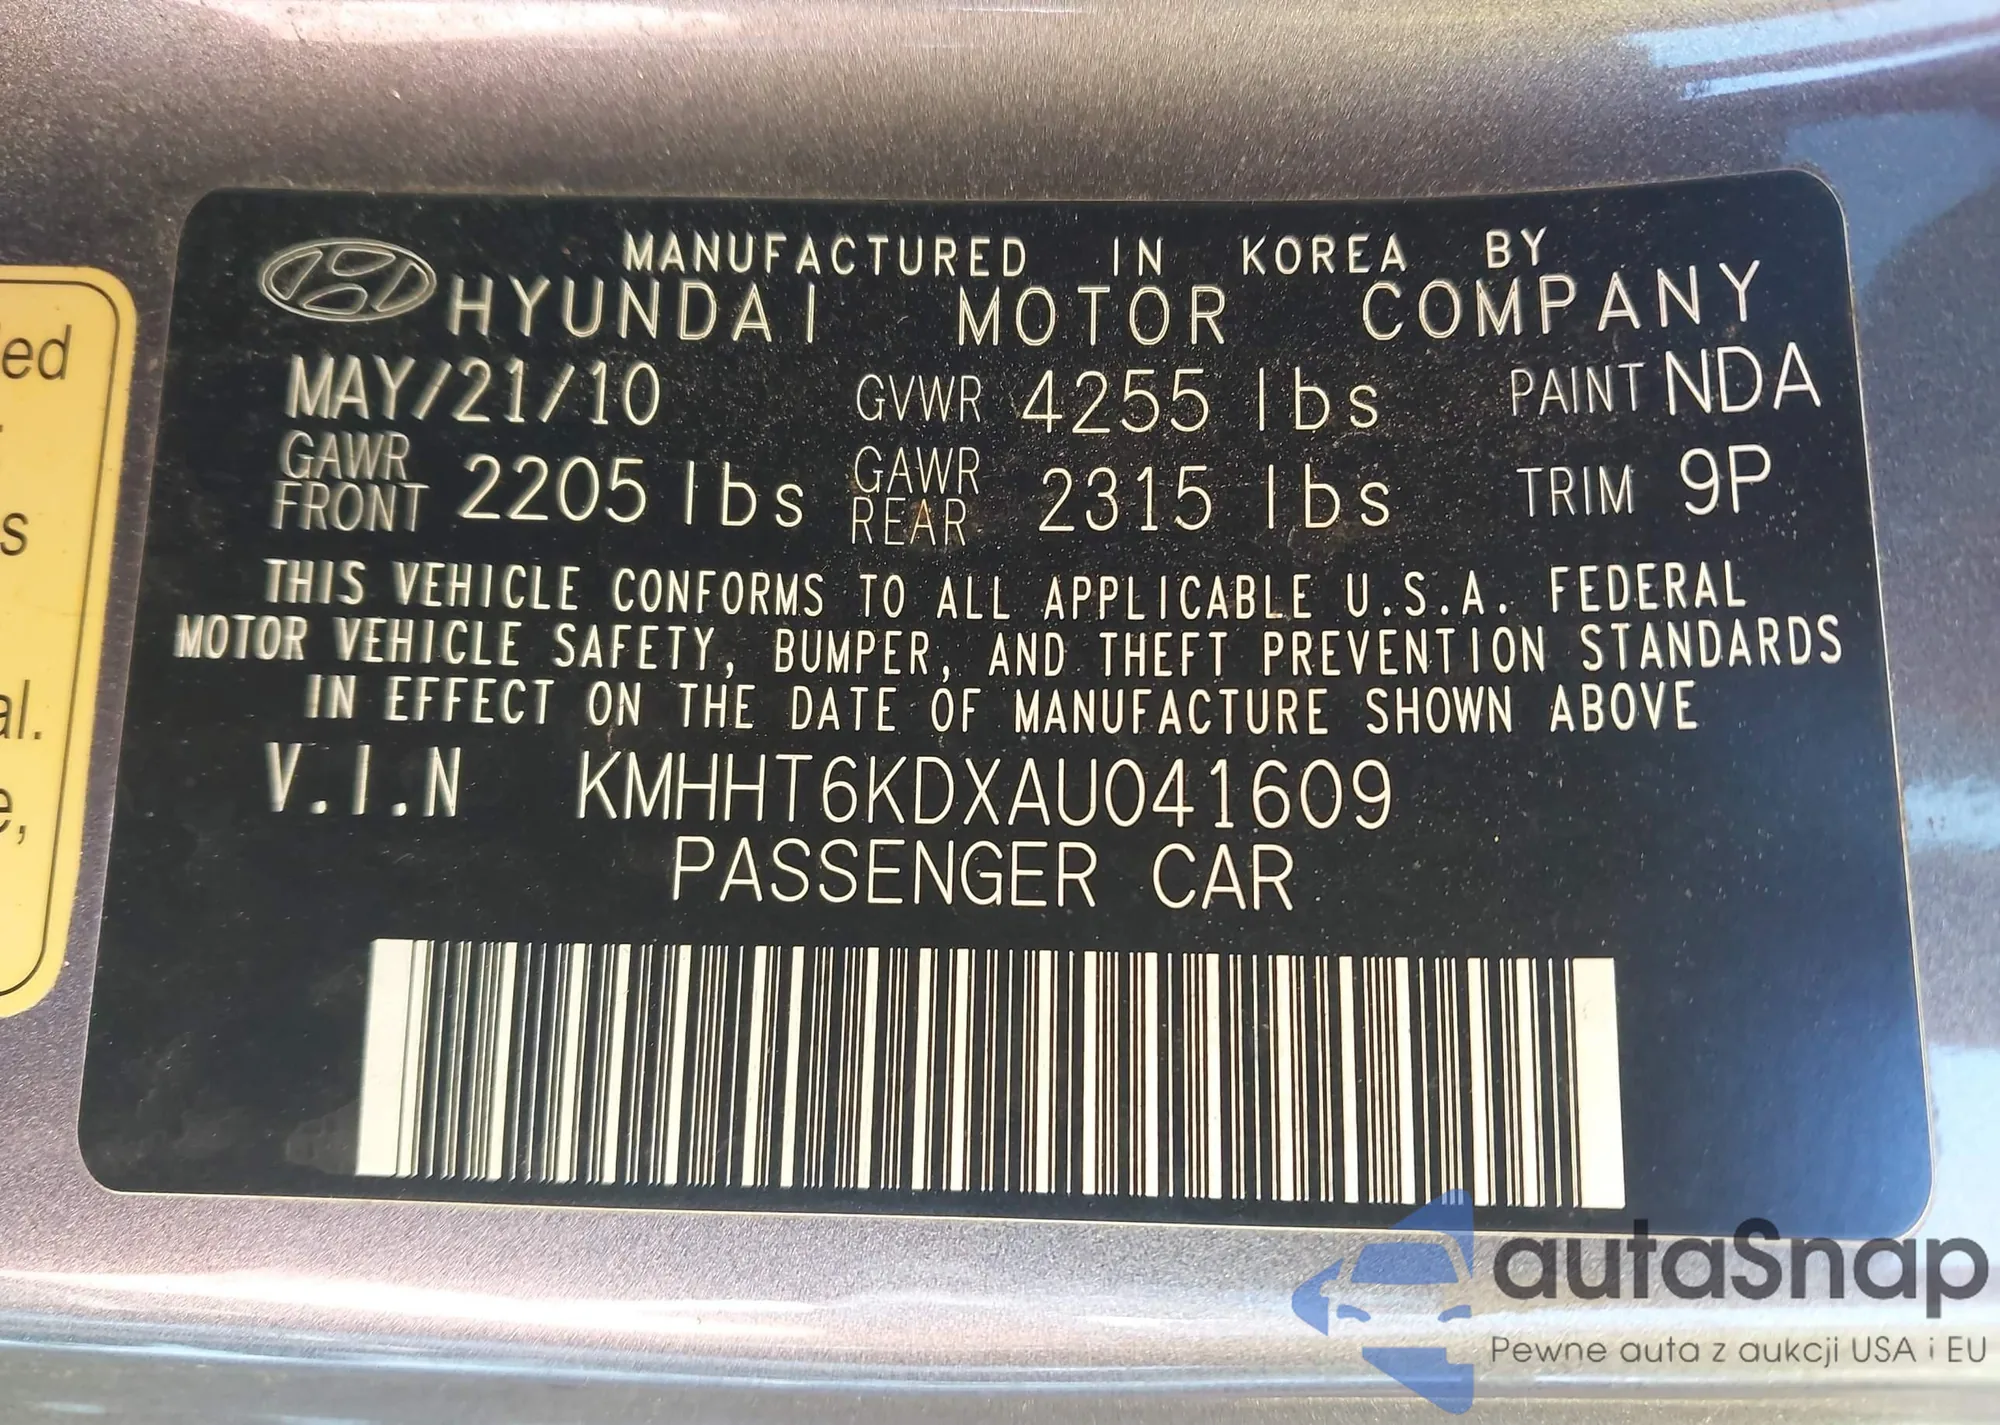 MANUFACTURED IN KOREA BY
HYUNDAI MOTOR COMPANY
MAY/21/10 GVWR 4255 lbs PAINT NDA
GAWR FRONT 2205 lbs GAWR REAR 2315 lbs TRIM 9P
THIS VEHICLE CONFORMS TO ALL APPLICABLE U.S.A. FEDERAL
MOTOR VEHICLE SAFETY, BUMPER, AND THEFT PREVENTION STANDARDS
IN EFFECT ON THE DATE OF MANUFACTURE SHOWN ABOVE
V.I.N KMHHT6KDXAU041609
PASSENGER CAR
autaSnap
Pewne auta z aukcji USA i EU